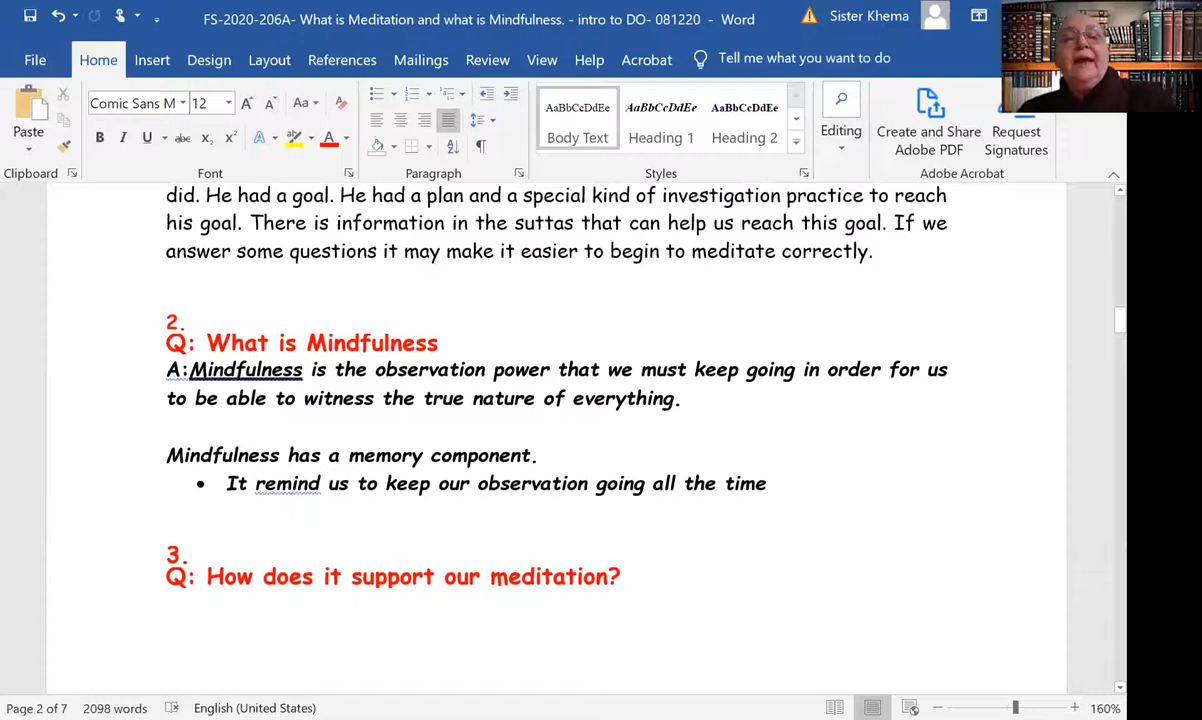 FS-2020-206A- What is Meditation and what is Mindfulness. - intro to DO- 081220 - Word
Sister Khema
File Home Insert Design Layout References Mailings Review View Help Acrobat Tell me what you want to do
Comic Sans M 12
Aa
AaBbCcDdEe AaBbCcDdEe AaBbCcDdEe
Paste
B I U abc x₂ x² A A
Body Text Heading 1 Heading 2
Editing
Create and Share Adobe PDF
Request Signatures
Clipboard Font Paragraph Styles Adobe Acrobat
did. He had a goal. He had a plan and a special kind of investigation practice to reach
his goal. There is information in the suttas that can help us reach this goal. If we
answer some questions it may make it easier to begin to meditate correctly.
2.
Q: What is Mindfulness
A:Mindfulness is the observation power that we must keep going in order for us
to be able to witness the true nature of everything.
Mindfulness has a memory component.
• It remind us to keep our observation going all the time
3.
Q: How does it support our meditation?
Page 2 of 7 2098 words English (United States) 160%